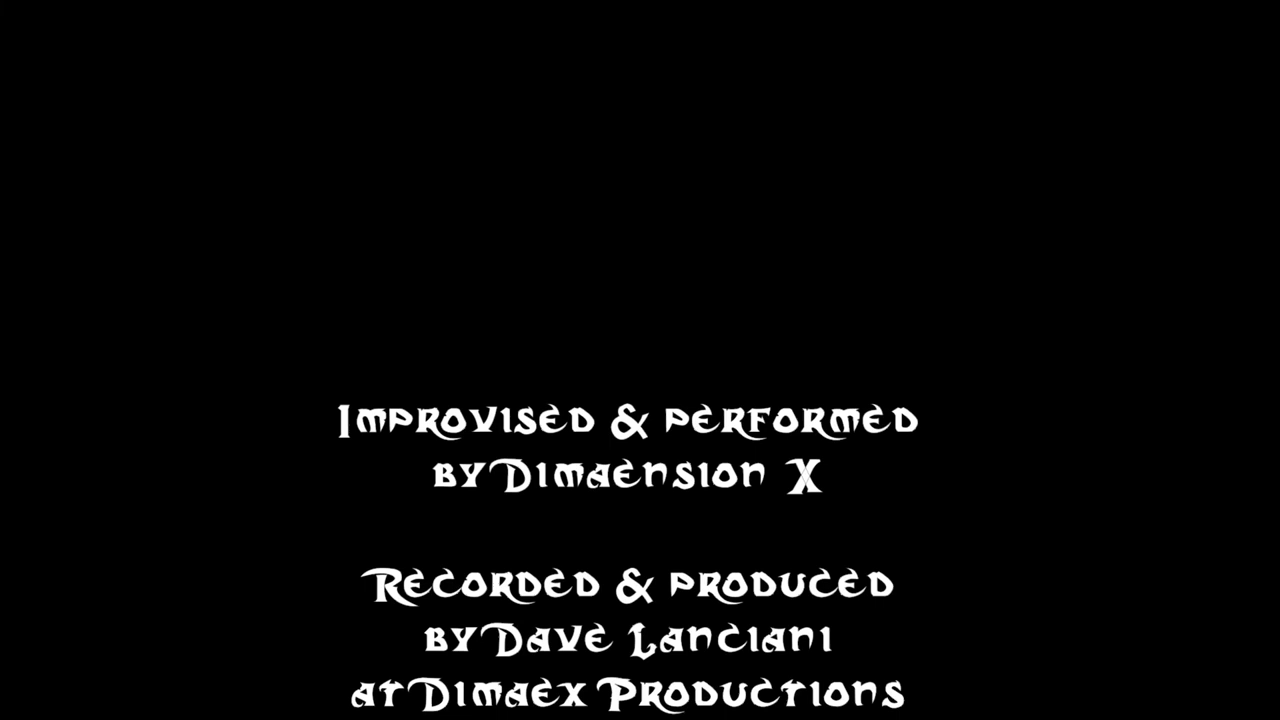 Improvised & performed
by Dimaension X
Recorded & produced
by Dave Lanciani
at Dimaex Productions